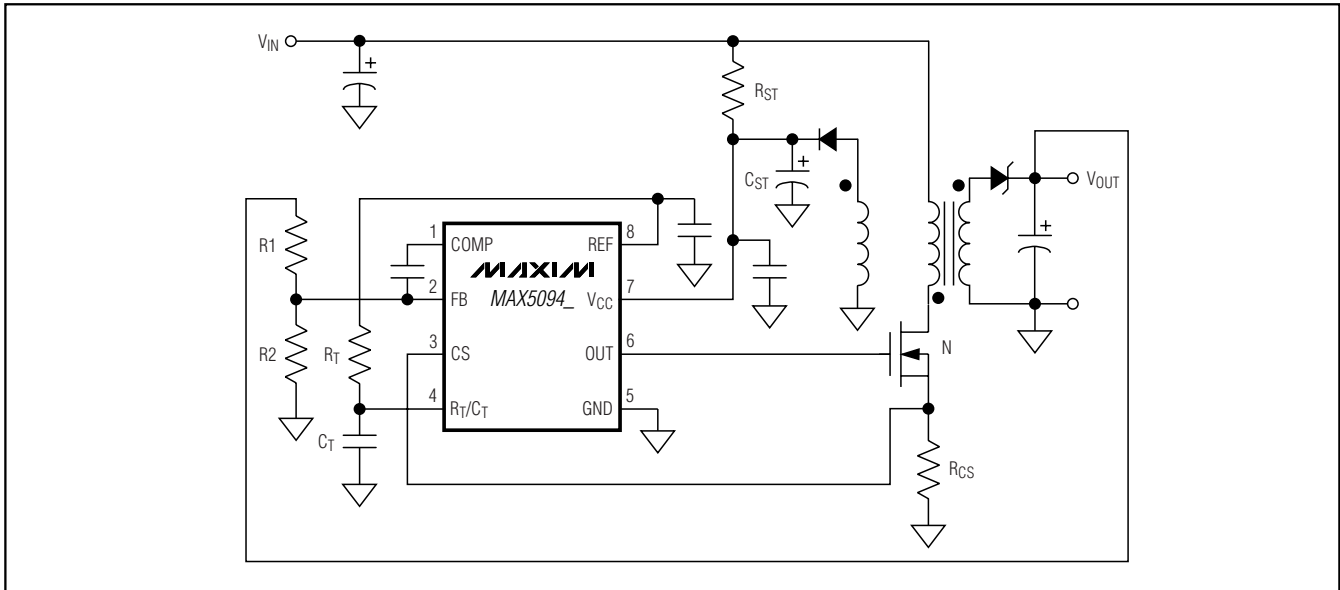 VIN
RST
CST
VOUT
1 COMP
REF 8
MAXIM
MAX5094_
R1
2 FB
VCC 7
R2
RT
3 CS
OUT 6
N
4 RT/CT
GND 5
CT
RCS
+
+
+